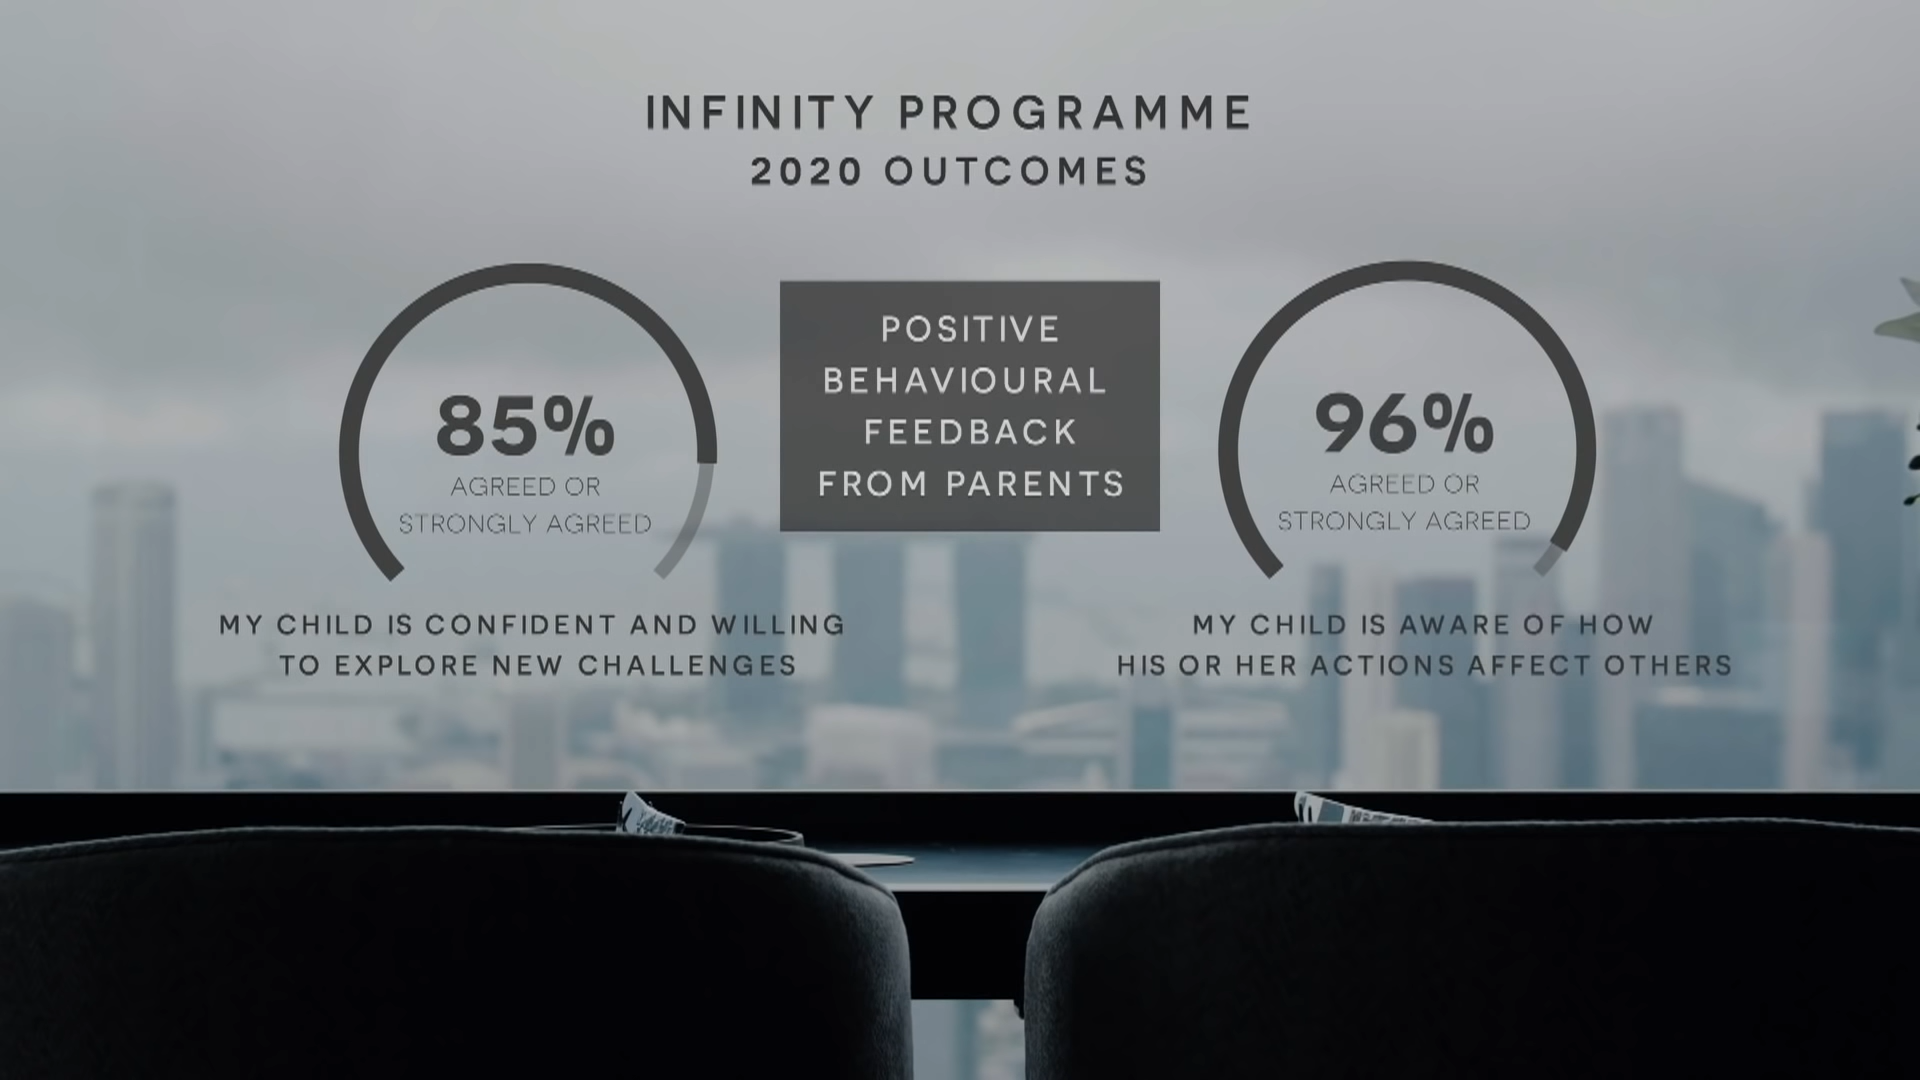 INFINITY PROGRAMME
2020 OUTCOMES
85%
AGREED OR
STRONGLY AGREED
MY CHILD IS CONFIDENT AND WILLING
TO EXPLORE NEW CHALLENGES
POSITIVE
BEHAVIOURAL
FEEDBACK
FROM PARENTS
96%
AGREED OR
STRONGLY AGREED
MY CHILD IS AWARE OF HOW
HIS OR HER ACTIONS AFFECT OTHERS